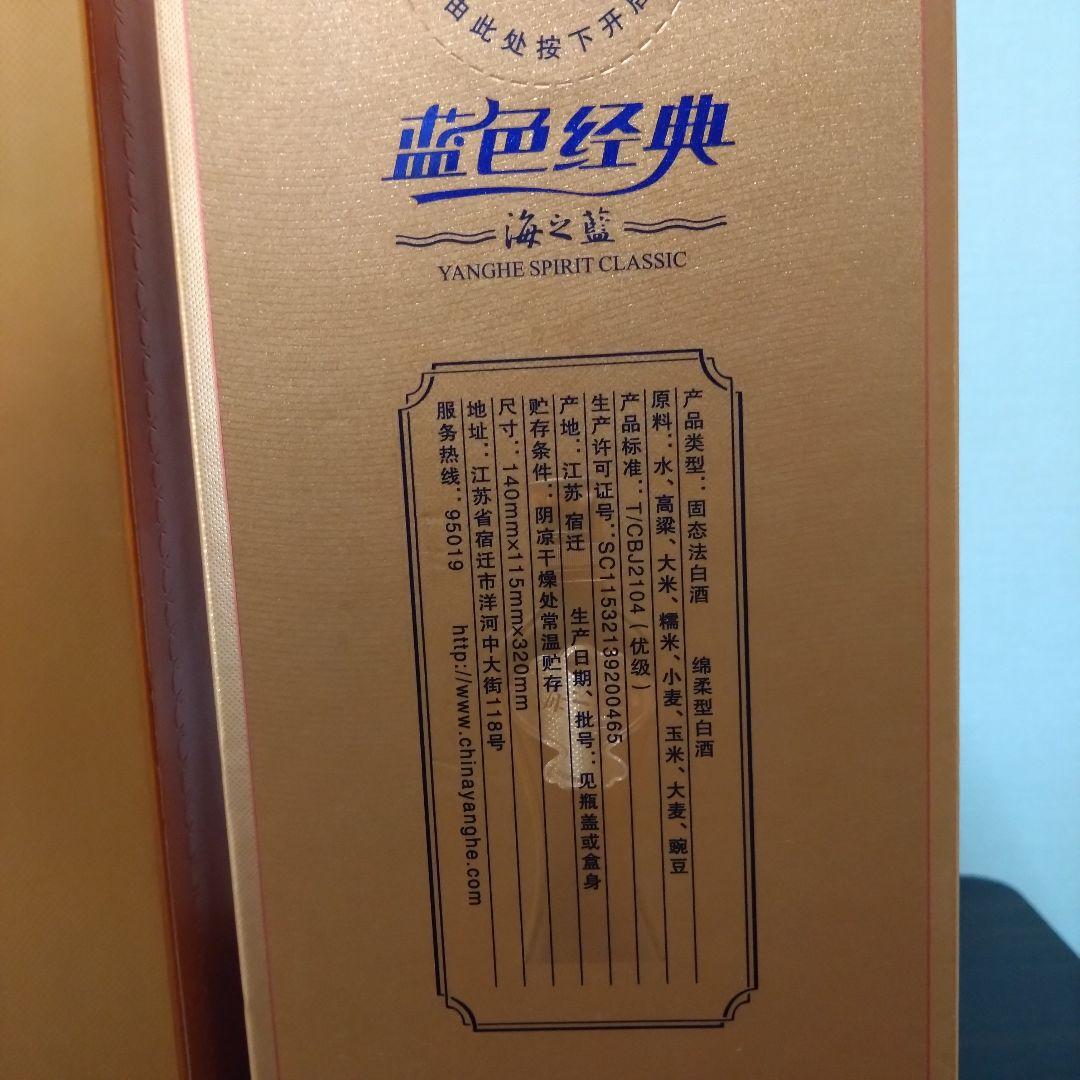 由此处按下开启
蓝色经典
海之蓝
YANGHE SPIRIT CLASSIC
产品类型：固态法白酒 绵柔型白酒
原料：水、高粱、大米、糯米、小麦、玉米、大麦、豌豆
产品标准：T/CBJ2104（优级）
生产许可证号：SC11532139200465
产地：江苏 宿迁 生产日期、批号：见瓶盖或盒身
贮存条件：阴凉干燥处常温贮存
尺寸：140mmx115mmx320mm
地址：江苏省宿迁市洋河中大街118号
服务热线：95019 http://www.chinayanghe.com